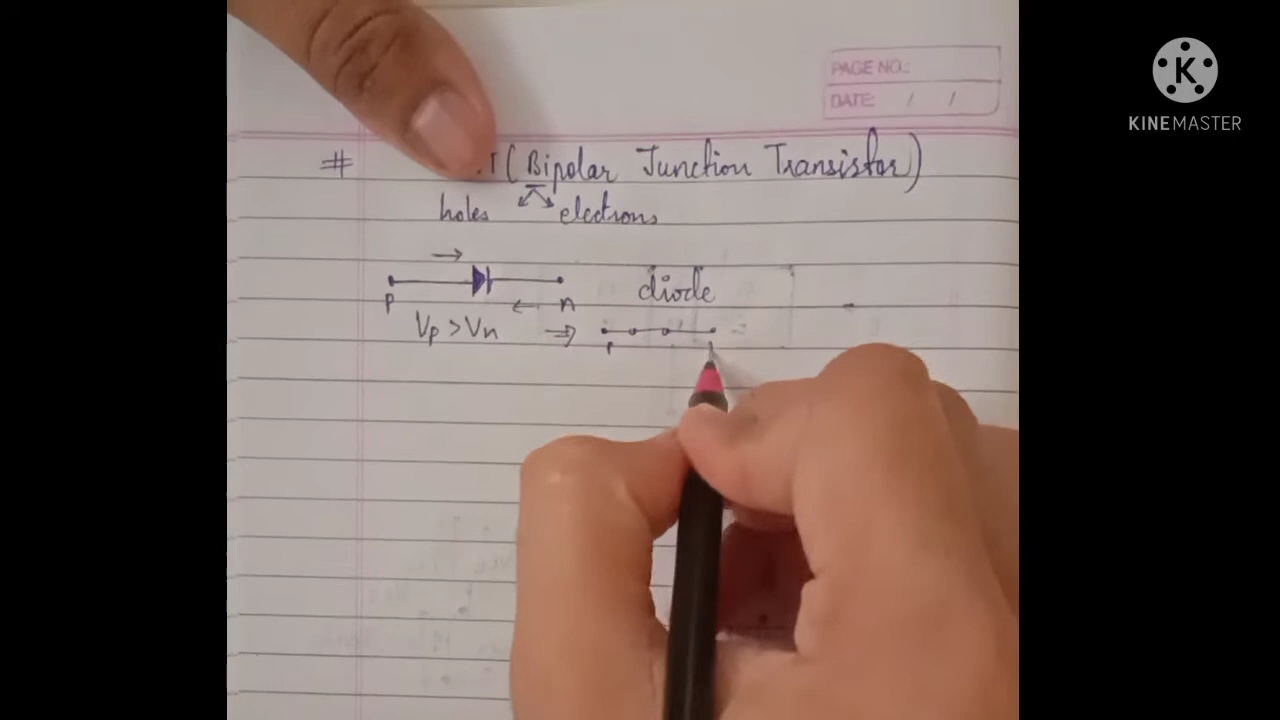 PAGE NO.:
DATE: / /
# .T (Bipolar Junction Transistor)
holes electrons
→
diode
p ← n
Vp > Vn ⇒
p
K
KINEMASTER